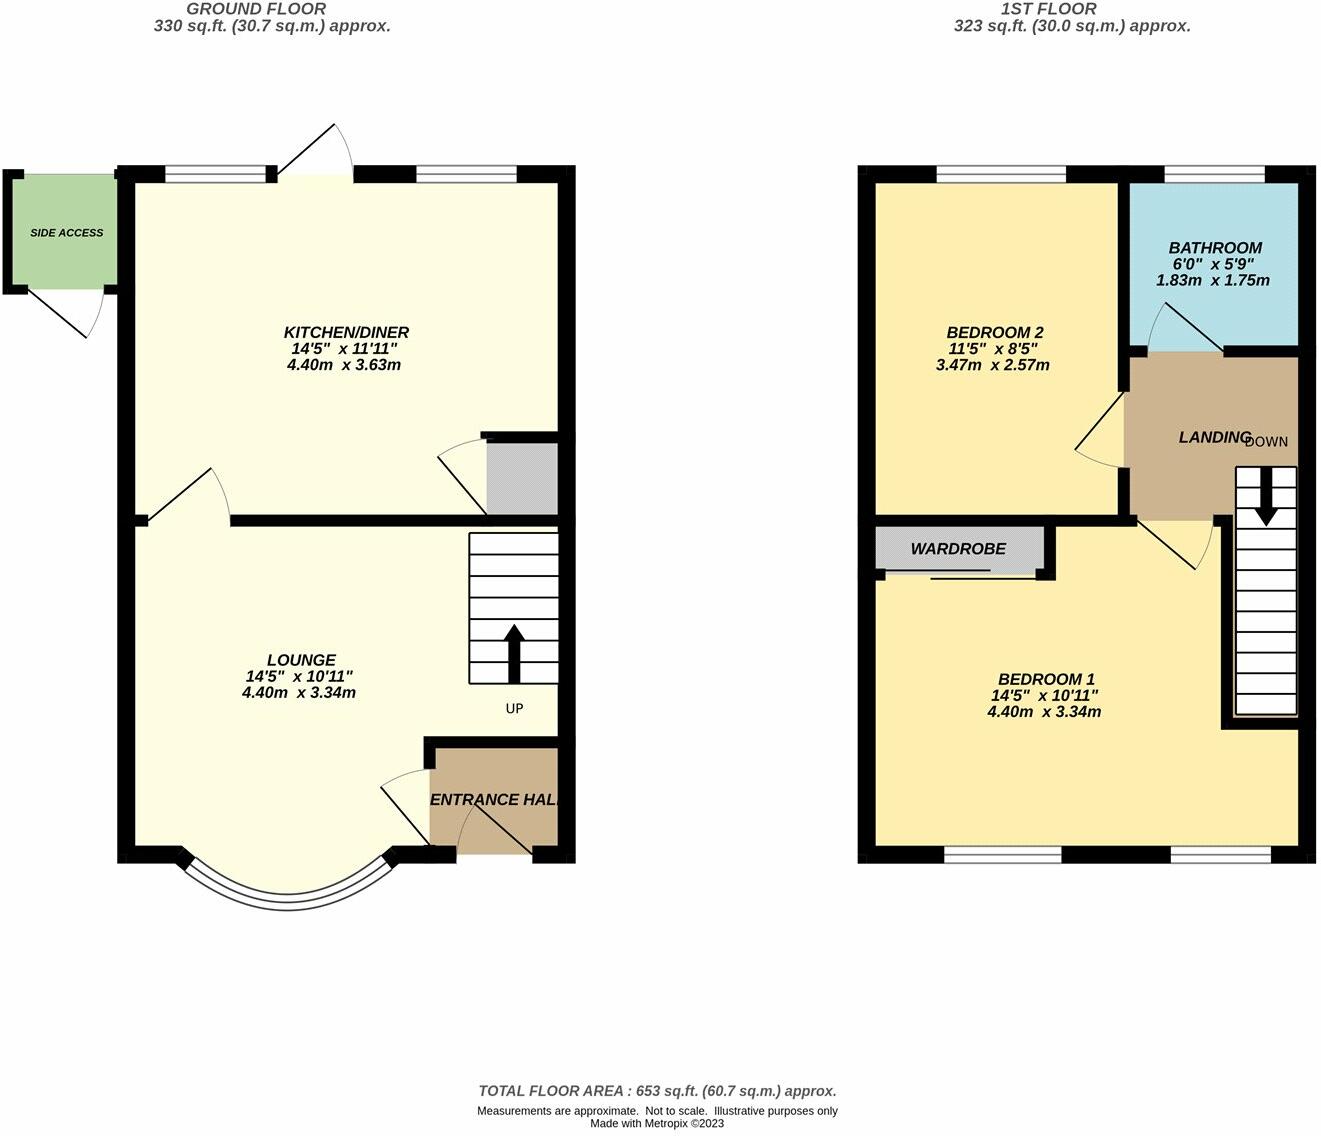 GROUND FLOOR
330 sq.ft. (30.7 sq.m.) approx.
1ST FLOOR
323 sq.ft. (30.0 sq.m.) approx.
SIDE ACCESS
KITCHEN/DINER
14'5" x 11'11"
4.40m x 3.63m
LOUNGE
14'5" x 10'11"
4.40m x 3.34m
UP
ENTRANCE HALL
BATHROOM
6'0" x 5'9"
1.83m x 1.75m
BEDROOM 2
11'5" x 8'5"
3.47m x 2.57m
LANDING
DOWN
WARDROBE
BEDROOM 1
14'5" x 10'11"
4.40m x 3.34m
TOTAL FLOOR AREA : 653 sq.ft. (60.7 sq.m.) approx.
Measurements are approximate. Not to scale. Illustrative purposes only
Made with Metropix ©2023